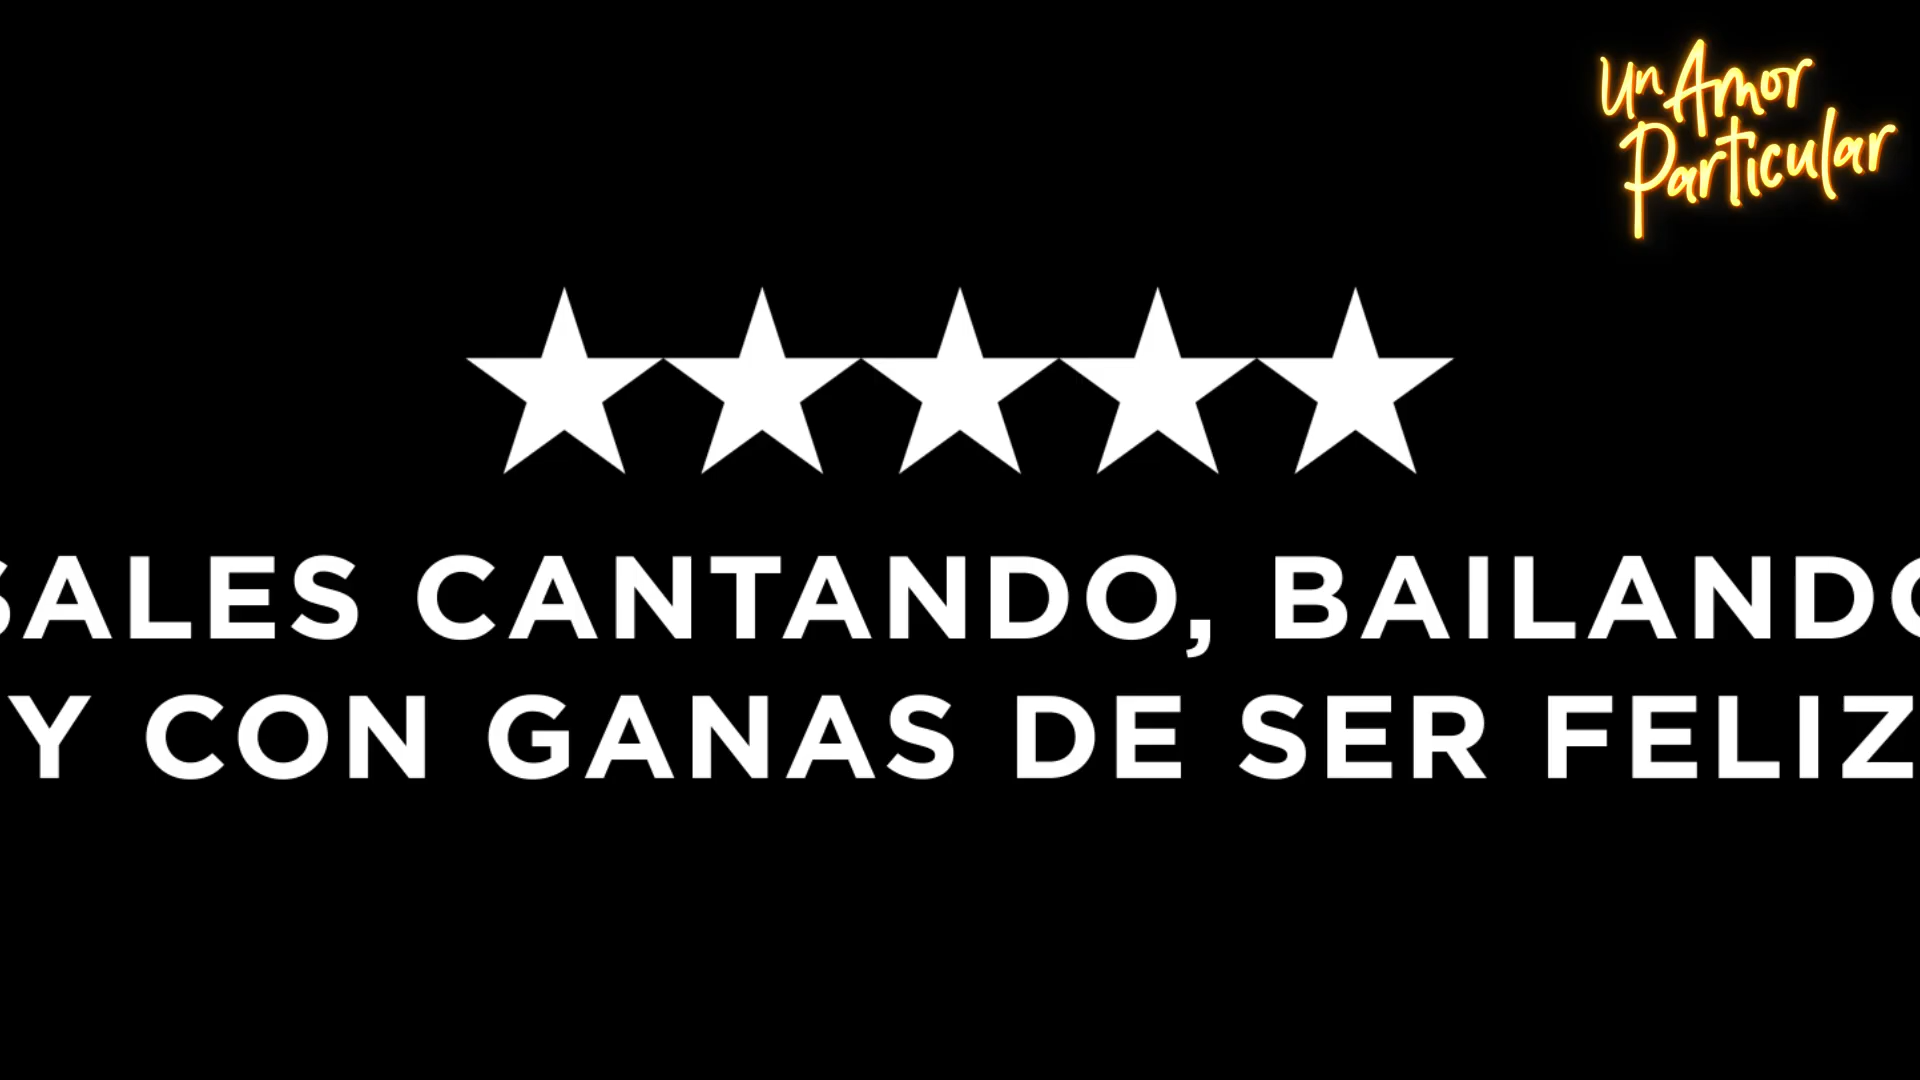 un Amor
Particular
SALES CANTANDO, BAILANDO
Y CON GANAS DE SER FELIZ